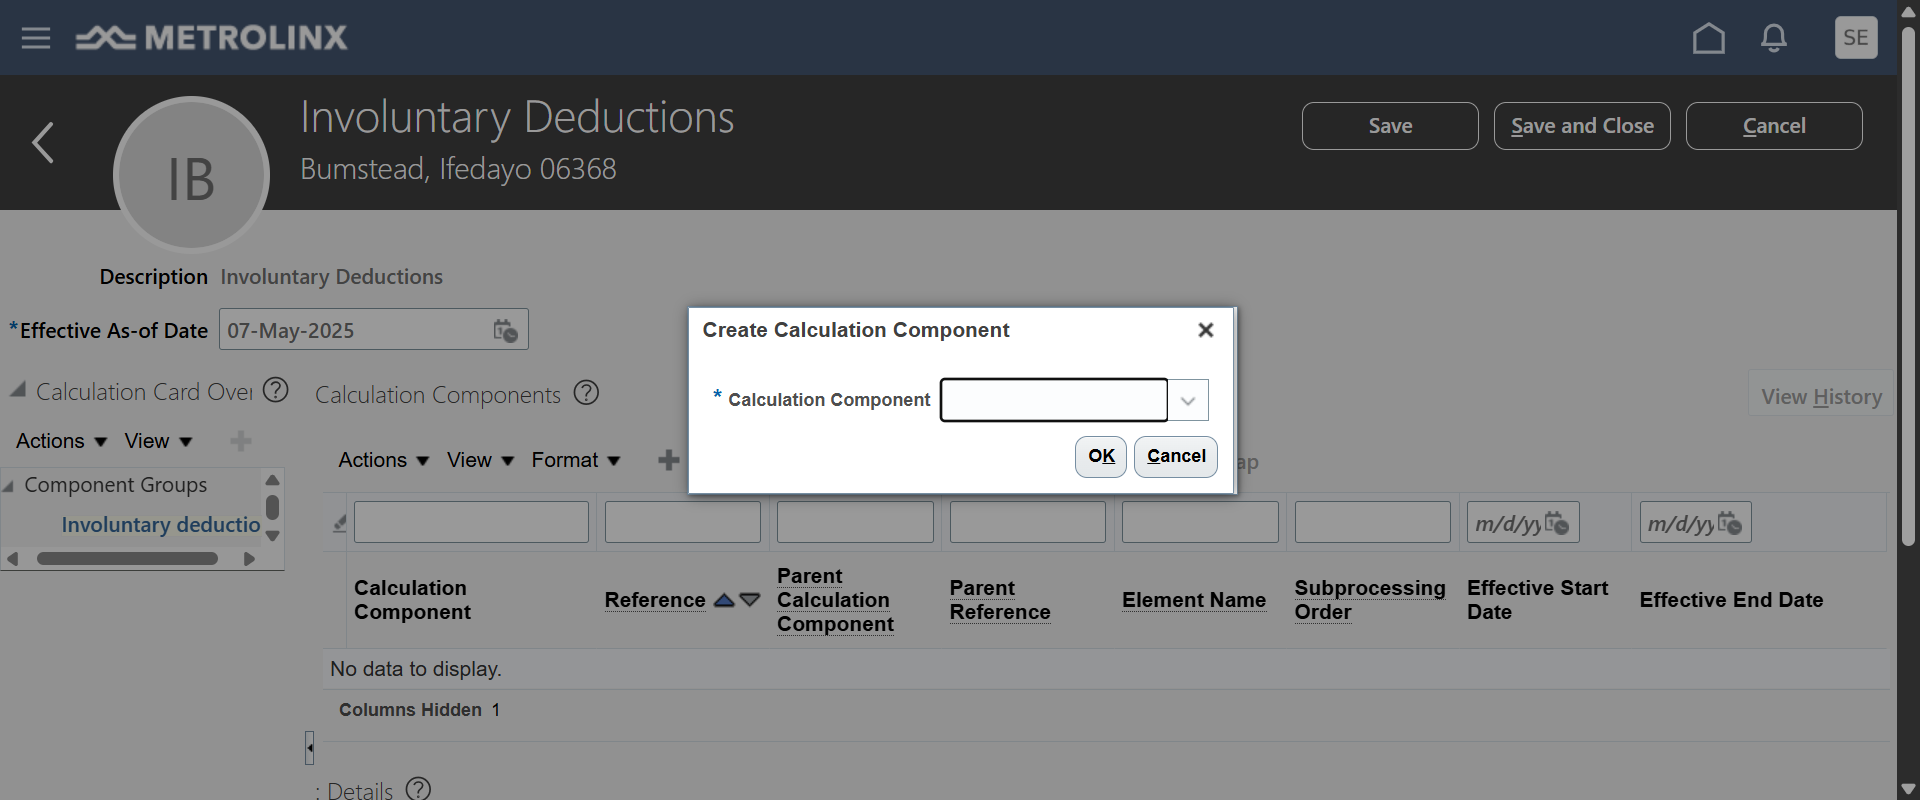 METROLINX
SE
IB
Involuntary Deductions
Bumstead, Ifedayo 06368
Save
Save and Close
Cancel
Description Involuntary Deductions
*Effective As-of Date 07-May-2025
Calculation Card Over
Calculation Components
View History
Actions View
Component Groups
Involuntary deductio
Actions View Format
ap
Create Calculation Component
* Calculation Component
OK Cancel
m/d/yy
m/d/yy
Calculation Component
Reference
Parent Calculation Component
Parent Reference
Element Name
Subprocessing Order
Effective Start Date
Effective End Date
No data to display.
Columns Hidden 1
: Details